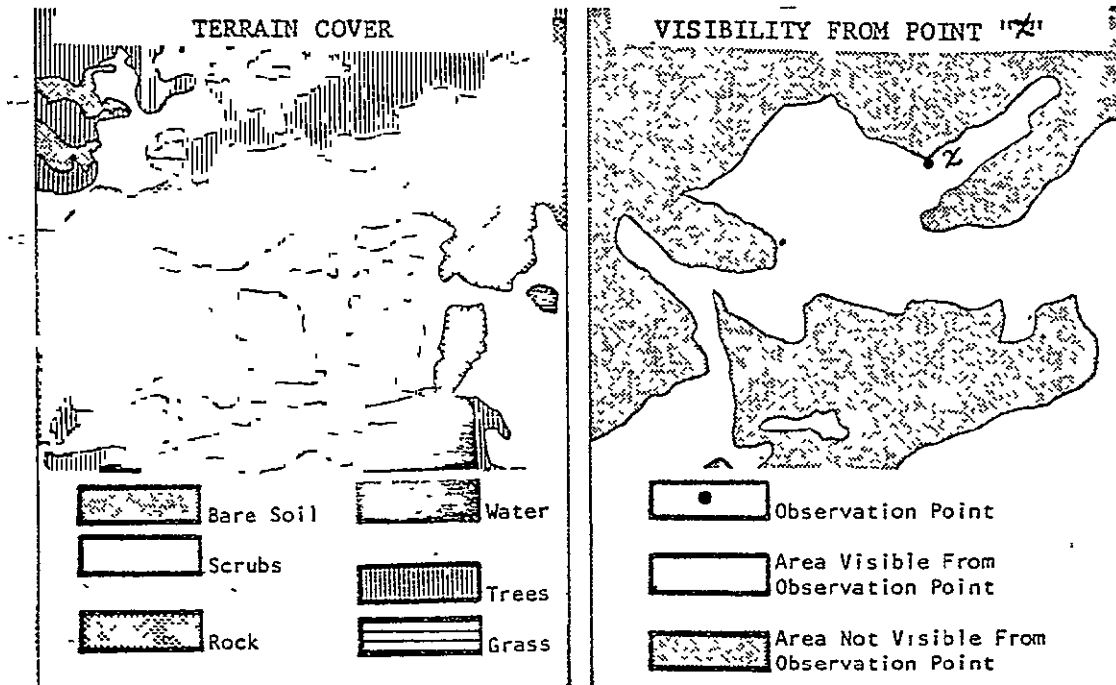 TERRAIN COVER
Bare Soil
Scrubs
Rock
Water
Trees
Grass
VISIBILITY FROM POINT "X"
X
Observation Point
Area Visible From
Observation Point
Area Not Visible From
Observation Point